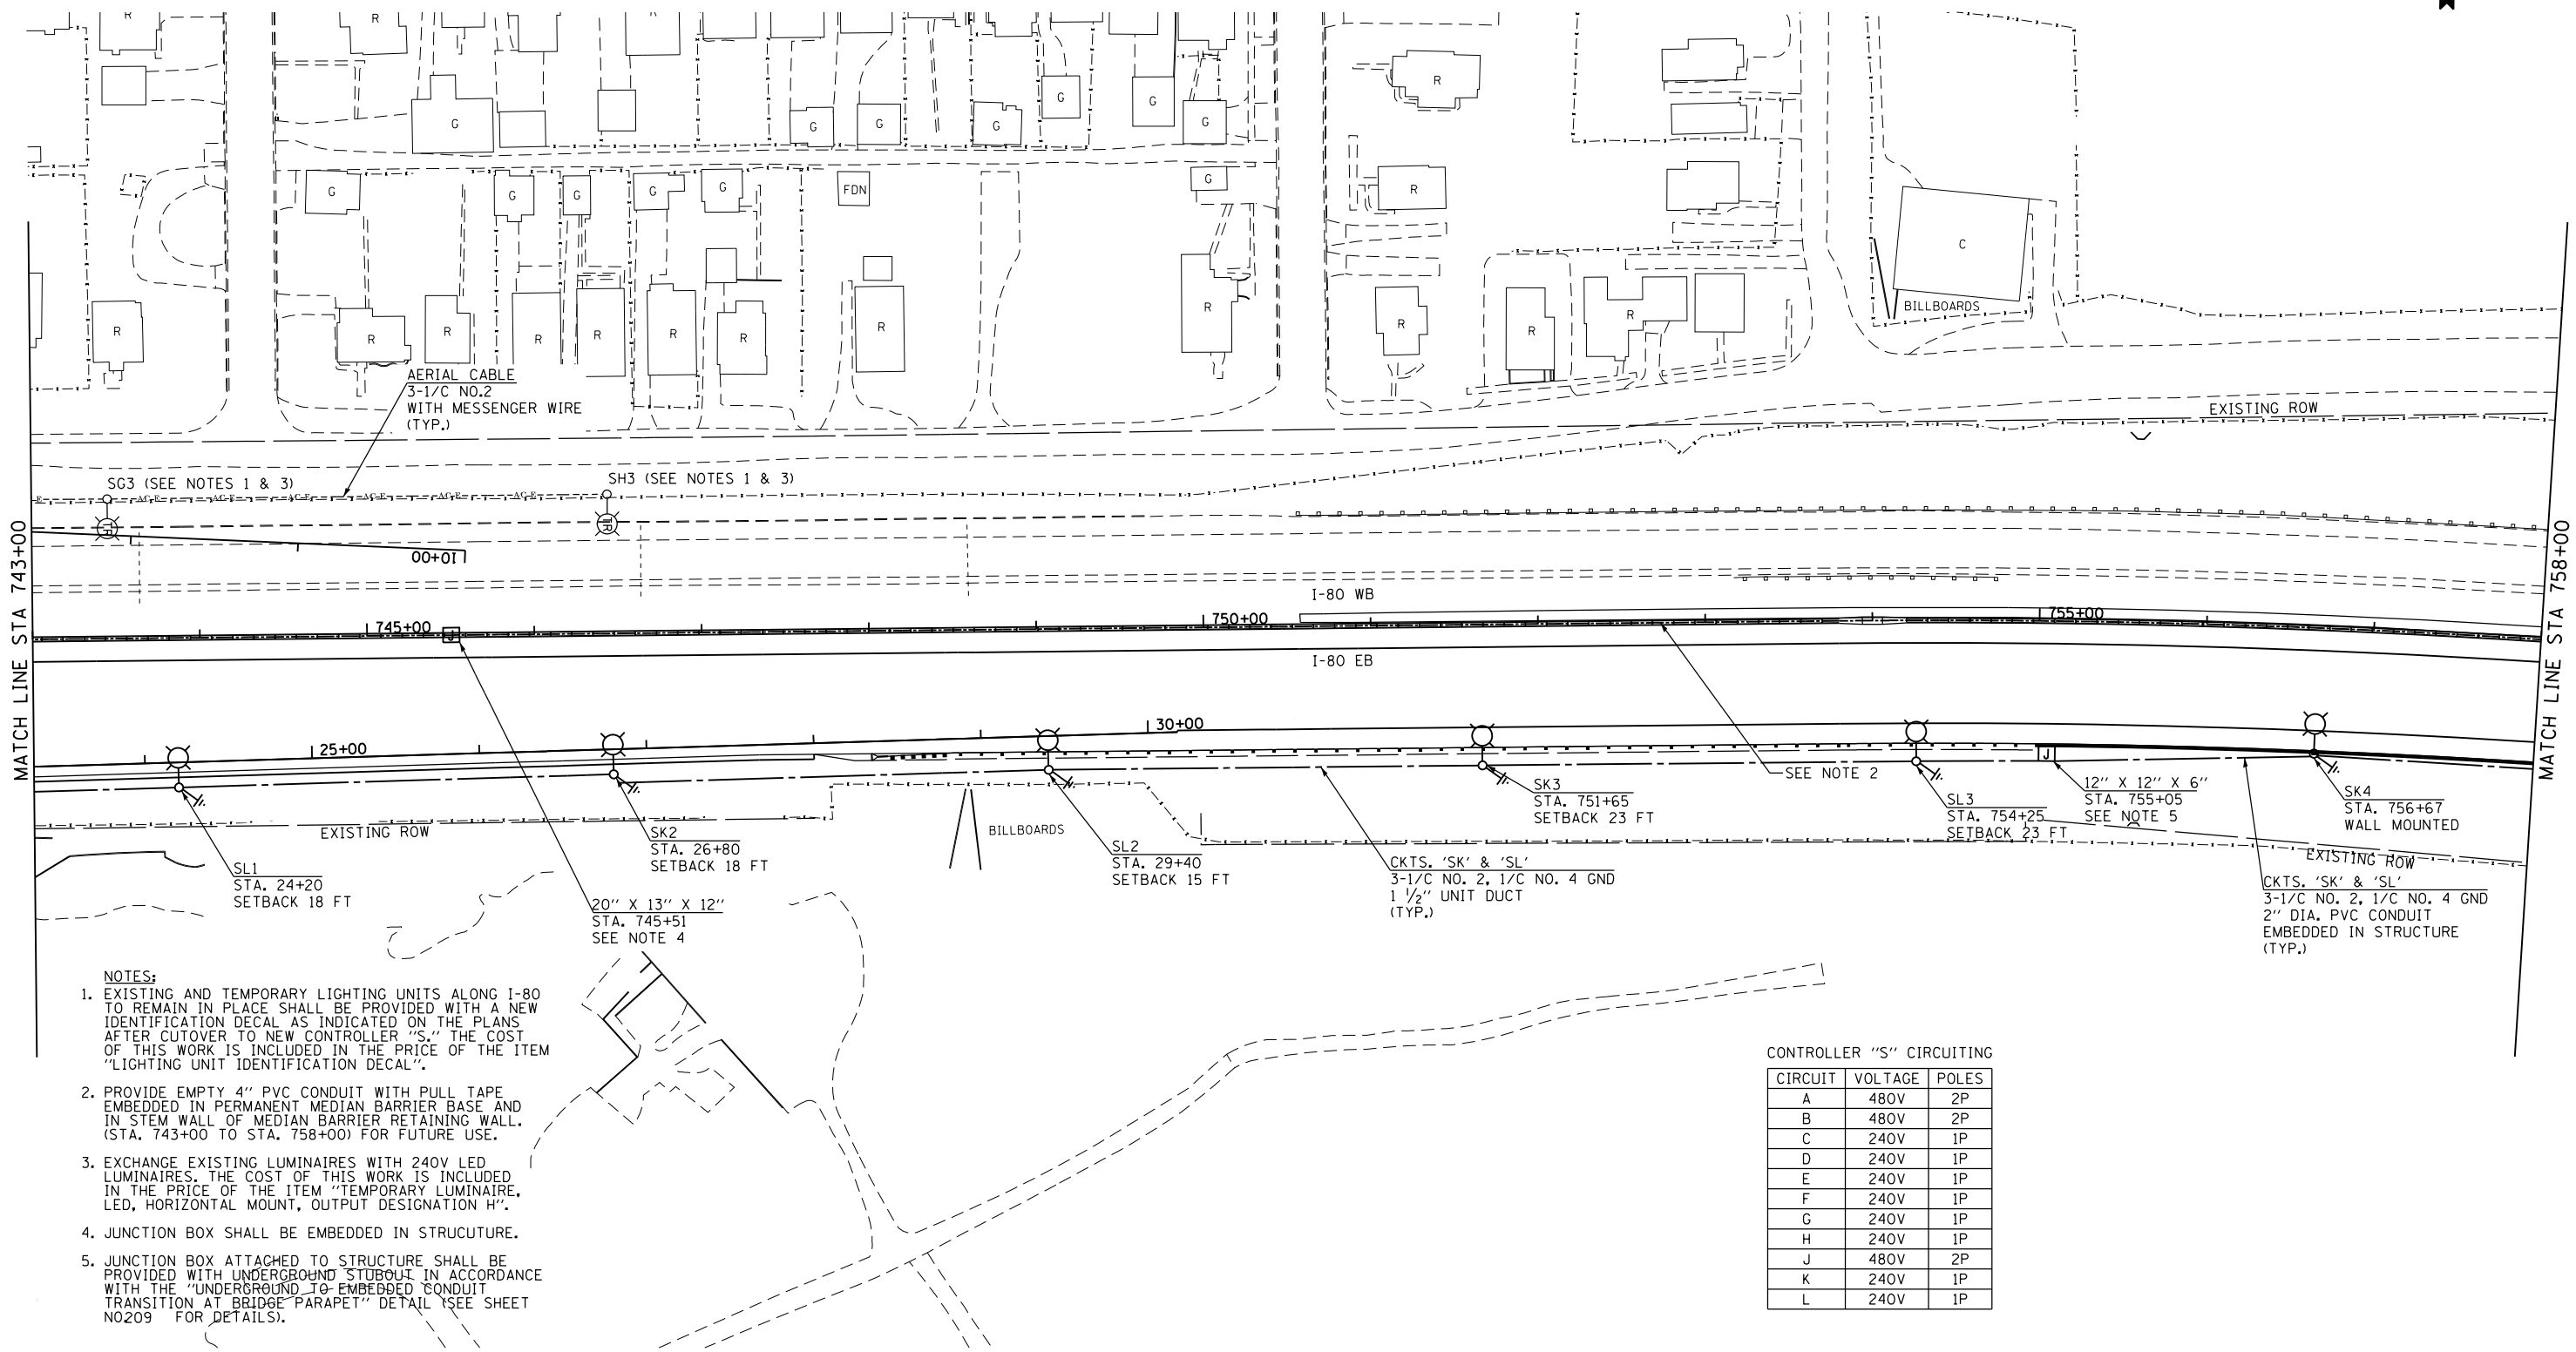 R
R
R
G
G
G
G
G
G
G
R
G
G
G
G
G
FDN
G
R
C
BILLBOARDS
R
R
R
R
R
R
R
R
R
R
R
R
AERIAL CABLE
3-1/C NO.2
WITH MESSENGER WIRE
(TYP.)
EXISTING ROW
SG3 (SEE NOTES 1 & 3)
SH3 (SEE NOTES 1 & 3)
E
AC-E
AC-E
AC-E
AC-E
AC-E
AC-E
TR
TR
10+00
MATCH LINE STA 743+00
MATCH LINE STA 758+00
I-80 WB
745+00
J
750+00
755+00
I-80 EB
25+00
30+00
SEE NOTE 2
J
EXISTING ROW
BILLBOARDS
EXISTING ROW
SL1
STA. 24+20
SETBACK 18 FT
SK2
STA. 26+80
SETBACK 18 FT
SL2
STA. 29+40
SETBACK 15 FT
SK3
STA. 751+65
SETBACK 23 FT
SL3
STA. 754+25
SETBACK 23 FT
12" X 12" X 6"
STA. 755+05
SEE NOTE 5
SK4
STA. 756+67
WALL MOUNTED
20" X 13" X 12"
STA. 745+51
SEE NOTE 4
CKTS. 'SK' & 'SL'
3-1/C NO. 2, 1/C NO. 4 GND
1 1/2" UNIT DUCT
(TYP.)
CKTS. 'SK' & 'SL'
3-1/C NO. 2, 1/C NO. 4 GND
2" DIA. PVC CONDUIT
EMBEDDED IN STRUCTURE
(TYP.)
NOTES:
1. EXISTING AND TEMPORARY LIGHTING UNITS ALONG I-80
TO REMAIN IN PLACE SHALL BE PROVIDED WITH A NEW
IDENTIFICATION DECAL AS INDICATED ON THE PLANS
AFTER CUTOVER TO NEW CONTROLLER "S." THE COST
OF THIS WORK IS INCLUDED IN THE PRICE OF THE ITEM
"LIGHTING UNIT IDENTIFICATION DECAL".
2. PROVIDE EMPTY 4" PVC CONDUIT WITH PULL TAPE
EMBEDDED IN PERMANENT MEDIAN BARRIER BASE AND
IN STEM WALL OF MEDIAN BARRIER RETAINING WALL.
(STA. 743+00 TO STA. 758+00) FOR FUTURE USE.
3. EXCHANGE EXISTING LUMINAIRES WITH 240V LED
LUMINAIRES. THE COST OF THIS WORK IS INCLUDED
IN THE PRICE OF THE ITEM "TEMPORARY LUMINAIRE,
LED, HORIZONTAL MOUNT, OUTPUT DESIGNATION H".
4. JUNCTION BOX SHALL BE EMBEDDED IN STRUCUTURE.
5. JUNCTION BOX ATTACHED TO STRUCTURE SHALL BE
PROVIDED WITH UNDERGROUND STUBOUT IN ACCORDANCE
WITH THE "UNDERGROUND TO EMBEDDED CONDUIT
TRANSITION AT BRIDGE PARAPET" DETAIL (SEE SHEET
NO209 FOR DETAILS).
CONTROLLER "S" CIRCUITING
CIRCUIT VOLTAGE POLES
A 480V 2P
B 480V 2P
C 240V 1P
D 240V 1P
E 240V 1P
F 240V 1P
G 240V 1P
H 240V 1P
J 480V 2P
K 240V 1P
L 240V 1P